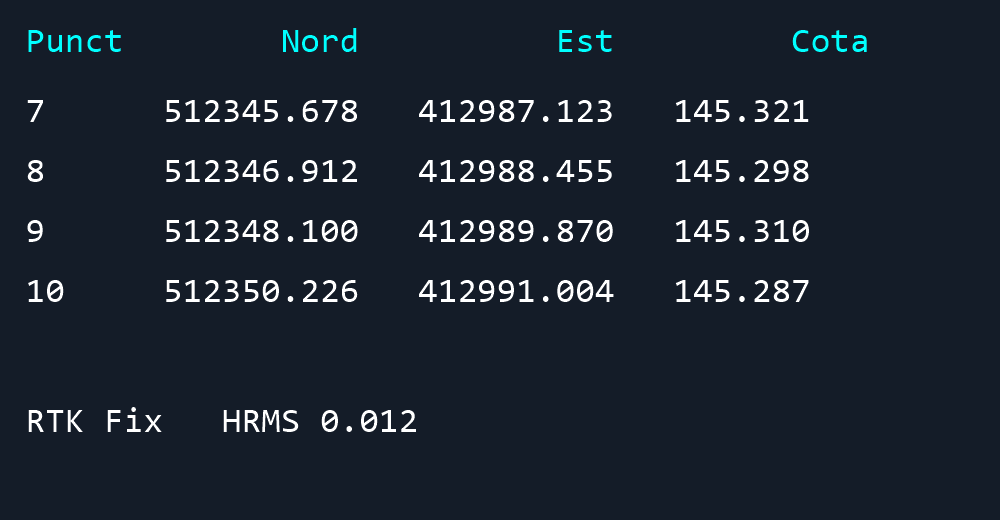 Punct Nord Est Cota
7 512345.678 412987.123 145.321
8 512346.912 412988.455 145.298
9 512348.100 412989.870 145.310
10 512350.226 412991.004 145.287
RTK Fix HRMS 0.012